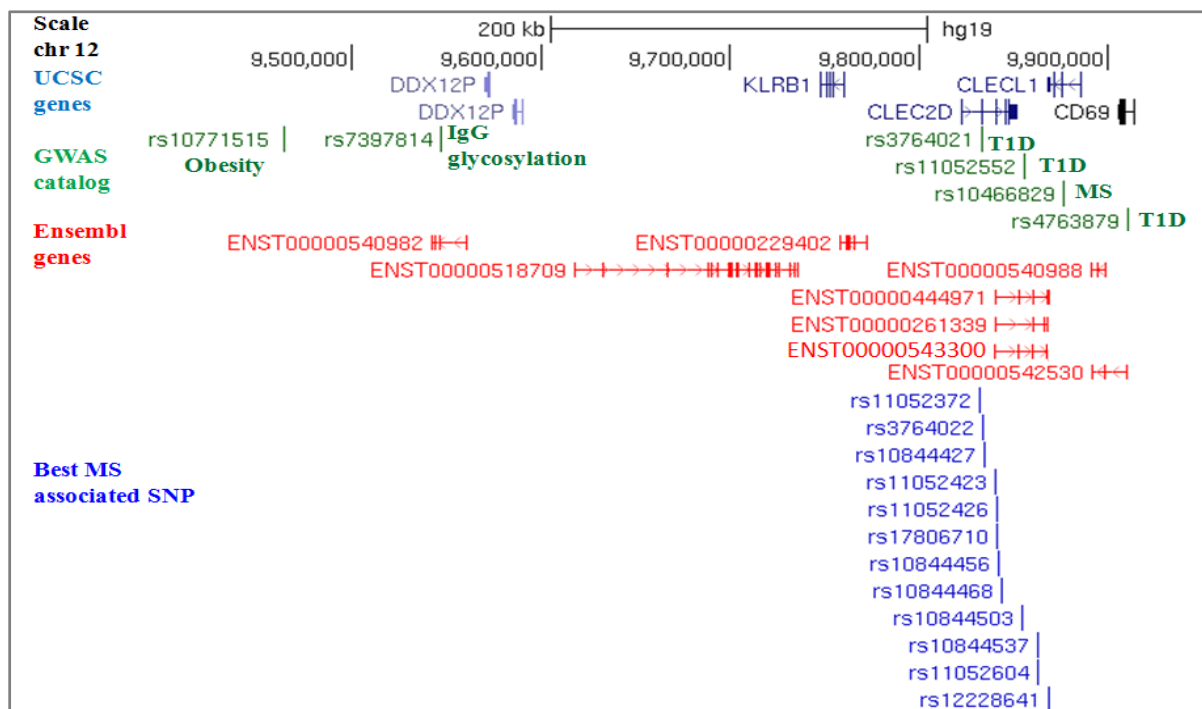 Scale
chr 12
200 kb hg19
9,500,000 9,600,000 9,700,000 9,800,000 9,900,000
UCSC
genes
DDX12P KLRB1 CLECL1
DDX12P CLEC2D CD69
GWAS
catalog
rs10771515 rs7397814 IgG rs3764021 T1D
Obesity glycosylation rs11052552 T1D
rs10466829 MS
rs4763879 T1D
Ensembl
genes
ENST00000540982 ENST00000229402
ENST00000518709 ENST00000540988
ENST00000444971
ENST00000261339
ENST00000543300
ENST00000542530
Best MS
associated SNP
rs11052372
rs3764022
rs10844427
rs11052423
rs11052426
rs17806710
rs10844456
rs10844468
rs10844503
rs10844537
rs11052604
rs12228641